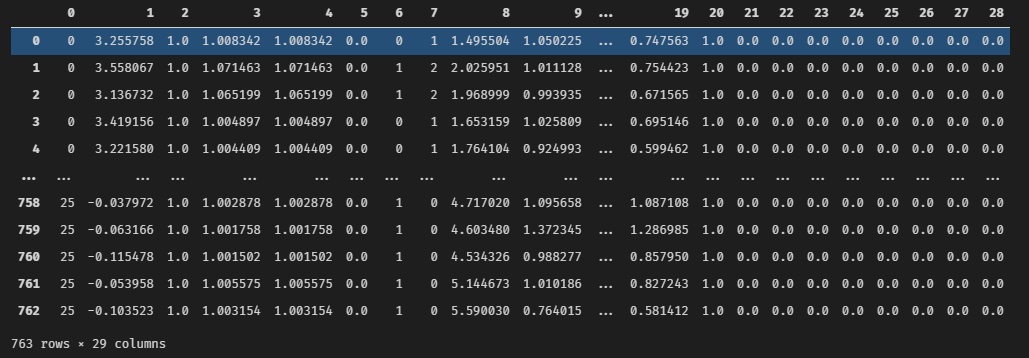 0 1 2 3 4 5 6 7 8 9 ... 19 20 21 22 23 24 25 26 27 28
0 0 3.255758 1.0 1.008342 1.008342 0.0 0 1 1.495504 1.050225 ... 0.747563 1.0 0.0 0.0 0.0 0.0 0.0 0.0 0.0 0.0
1 0 3.558067 1.0 1.071463 1.071463 0.0 1 2 2.025951 1.011128 ... 0.754423 1.0 0.0 0.0 0.0 0.0 0.0 0.0 0.0 0.0
2 0 3.136732 1.0 1.065199 1.065199 0.0 1 2 1.968999 0.993935 ... 0.671565 1.0 0.0 0.0 0.0 0.0 0.0 0.0 0.0 0.0
3 0 3.419156 1.0 1.004897 1.004897 0.0 0 1 1.653159 1.025809 ... 0.695146 1.0 0.0 0.0 0.0 0.0 0.0 0.0 0.0 0.0
4 0 3.221580 1.0 1.004409 1.004409 0.0 0 1 1.764104 0.924993 ... 0.599462 1.0 0.0 0.0 0.0 0.0 0.0 0.0 0.0 0.0
... ... ... ... ... ... ... ... ... ... ... ... ... ... ... ... ... ... ... ... ... ...
758 25 -0.037972 1.0 1.002878 1.002878 0.0 1 0 4.717020 1.095658 ... 1.087108 1.0 0.0 0.0 0.0 0.0 0.0 0.0 0.0 0.0
759 25 -0.063166 1.0 1.001758 1.001758 0.0 1 0 4.603480 1.372345 ... 1.286985 1.0 0.0 0.0 0.0 0.0 0.0 0.0 0.0 0.0
760 25 -0.115478 1.0 1.001502 1.001502 0.0 1 0 4.534326 0.988277 ... 0.857950 1.0 0.0 0.0 0.0 0.0 0.0 0.0 0.0 0.0
761 25 -0.053958 1.0 1.005575 1.005575 0.0 1 0 5.144673 1.010186 ... 0.827243 1.0 0.0 0.0 0.0 0.0 0.0 0.0 0.0 0.0
762 25 -0.103523 1.0 1.003154 1.003154 0.0 1 0 5.590030 0.764015 ... 0.581412 1.0 0.0 0.0 0.0 0.0 0.0 0.0 0.0 0.0
763 rows × 29 columns